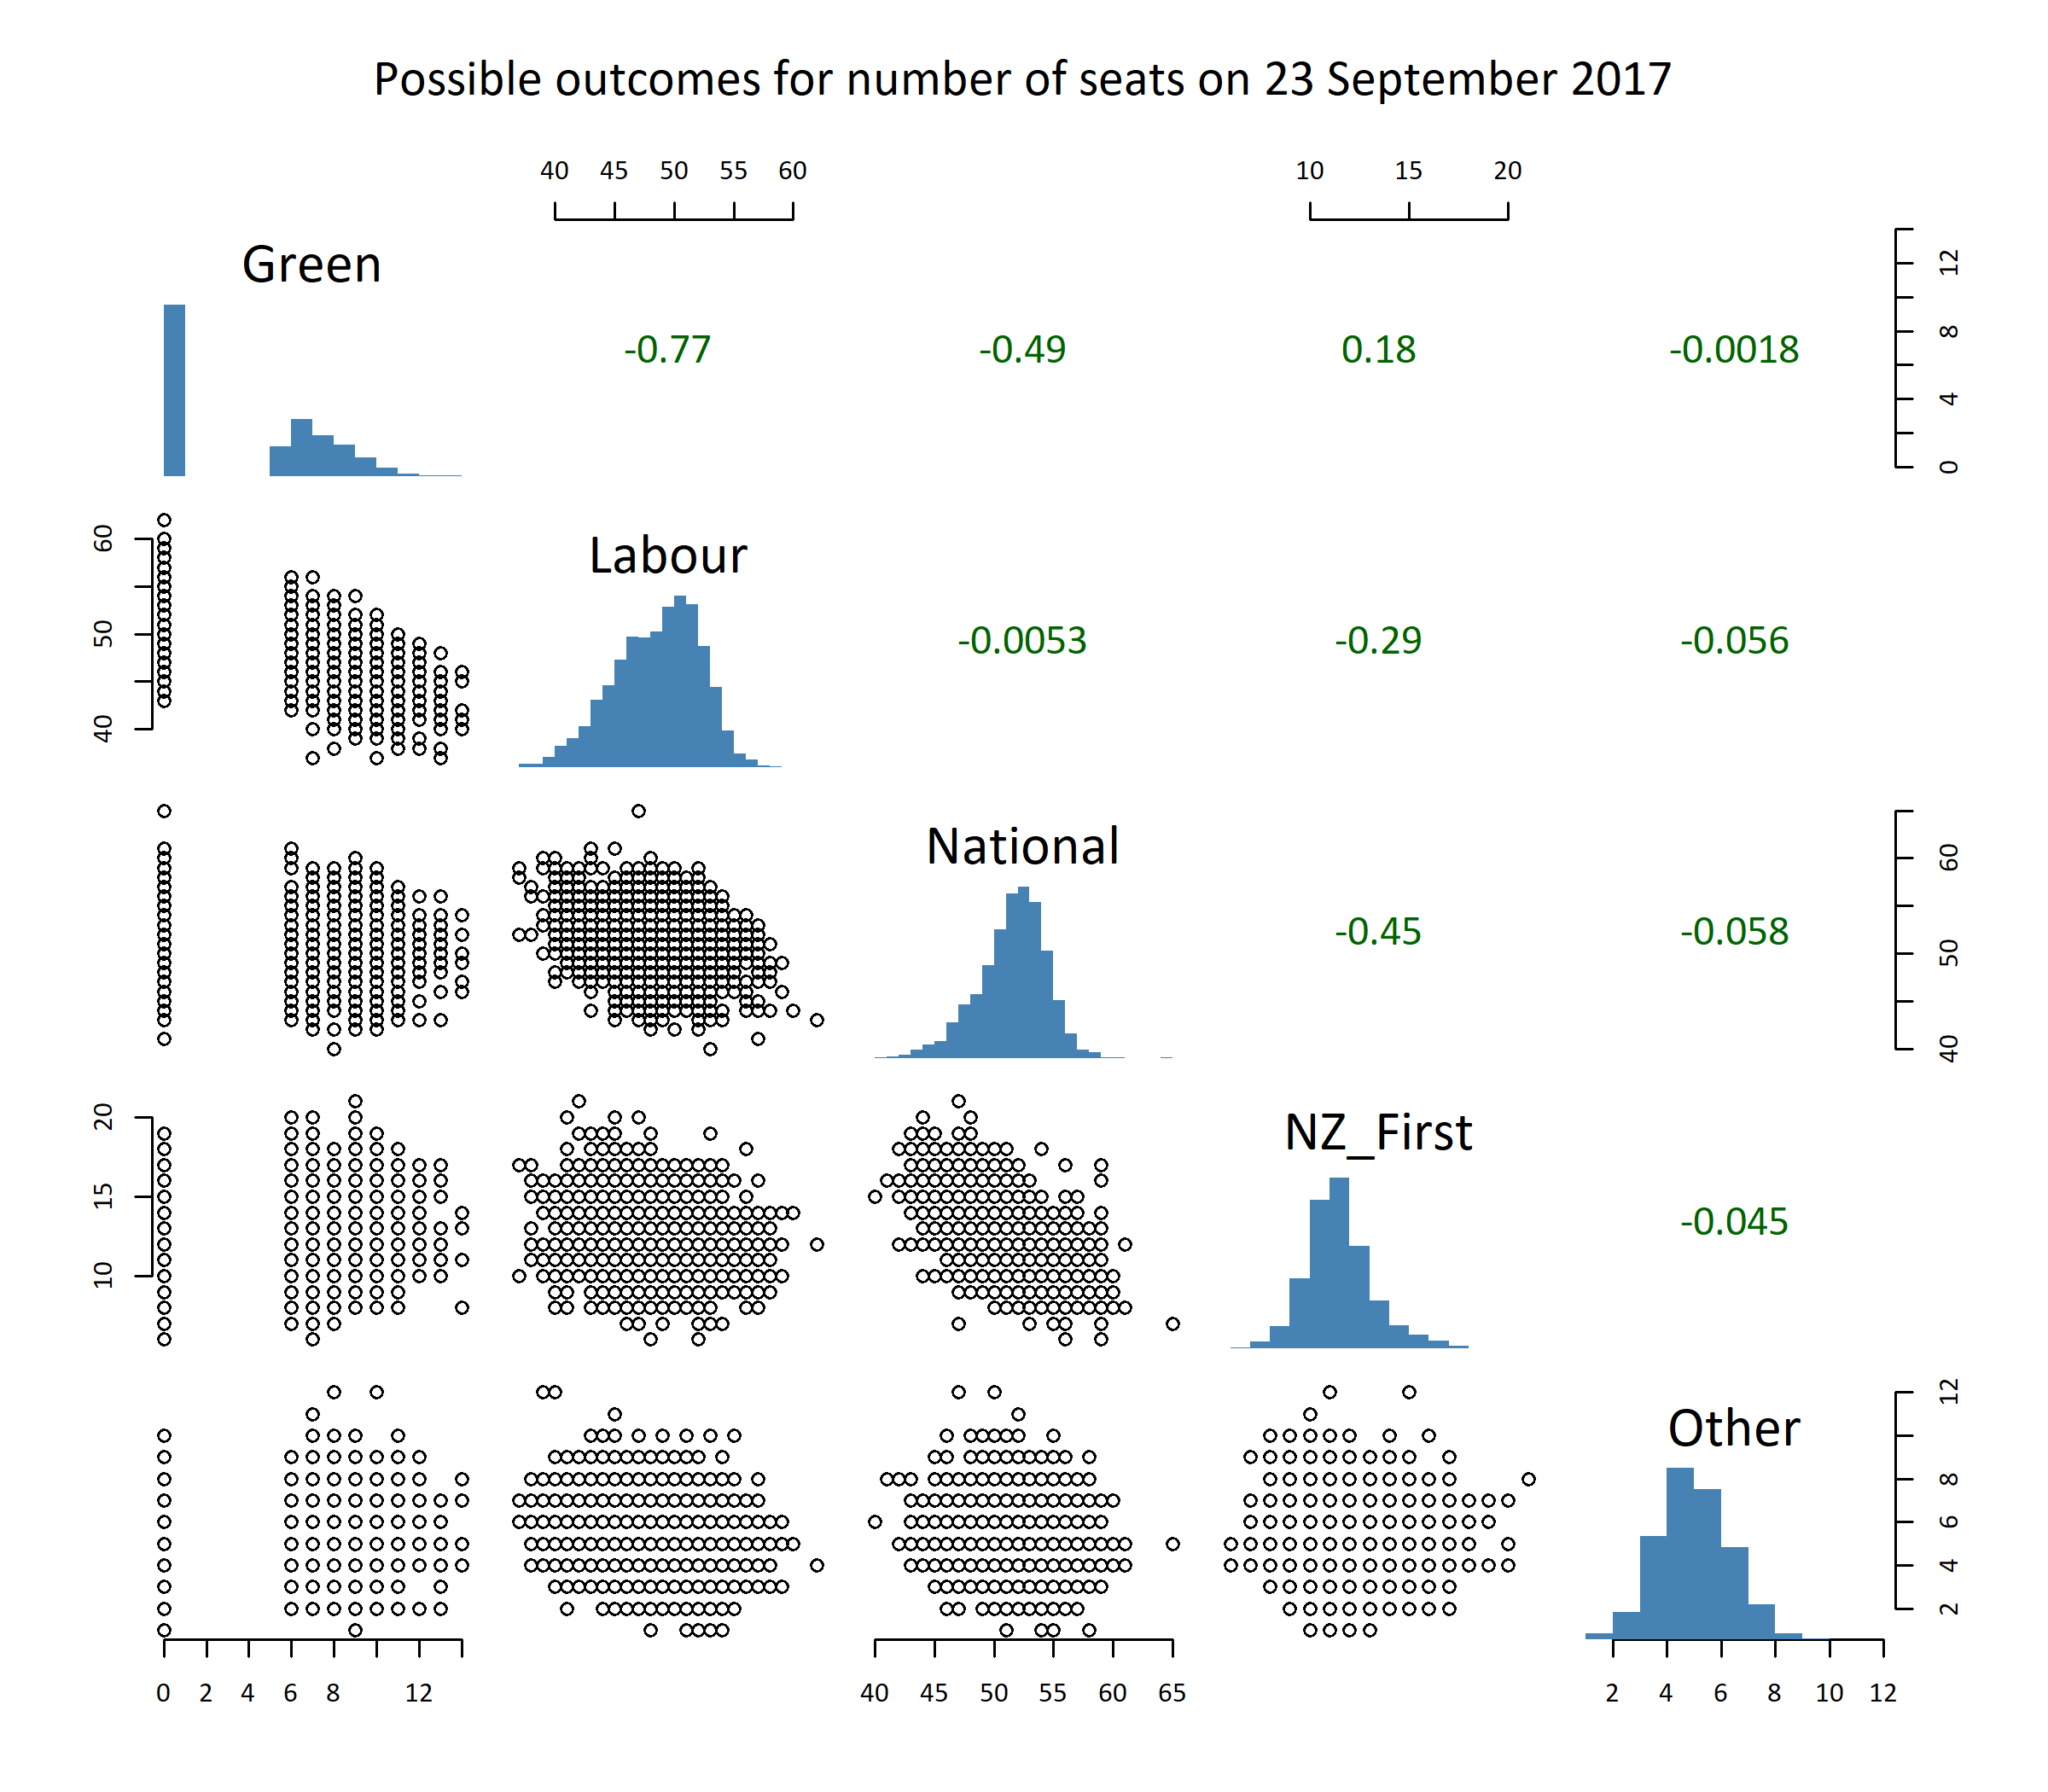 Possible outcomes for number of seats on 23 September 2017
40 45 50 55 60
10 15 20
Green
-0.77
-0.49
0.18
-0.0018
0 4 8 12
40 50 60
Labour
-0.0053
-0.29
-0.056
National
-0.45
-0.058
40 50 60
10 15 20
NZ_First
-0.045
Other
2 4 6 8 12
0 2 4 6 8 12
40 45 50 55 60 65
2 4 6 8 10 12